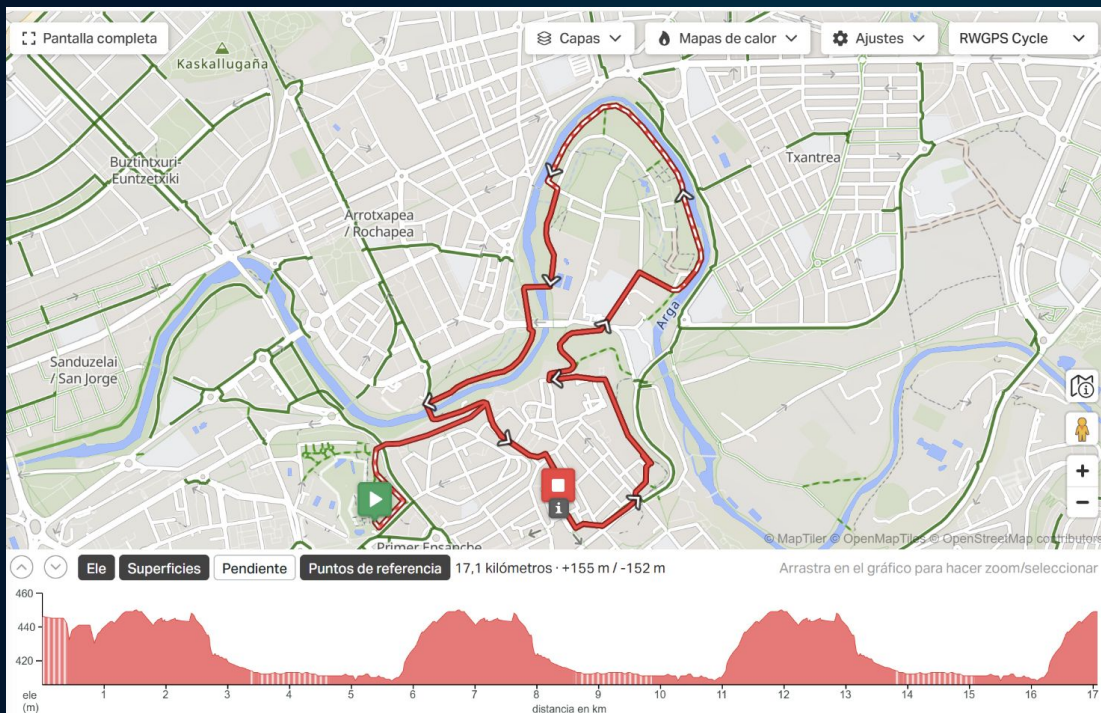 Pantalla completa
Capas
Mapas de calor
Ajustes
RWGPS Cycle
Kaskallugaña
Buztintxuri-
Euntzetxiki
Txantrea
Arrotxapea
/ Rochapea
Arga
Sanduzelai
/ San Jorge
i
Primer Ensanche
© MapTiler © OpenMapTiles © OpenStreetMap contributors
Ele
Superficies
Pendiente
Puntos de referencia
17,1 kilómetros · +155 m / -152 m
Arrastra en el gráfico para hacer zoom/seleccionar
460
440
420
ele
(m)
1 2 3 4 5 6 7 8 9 10 11 12 13 14 15 16 17
distancia en km